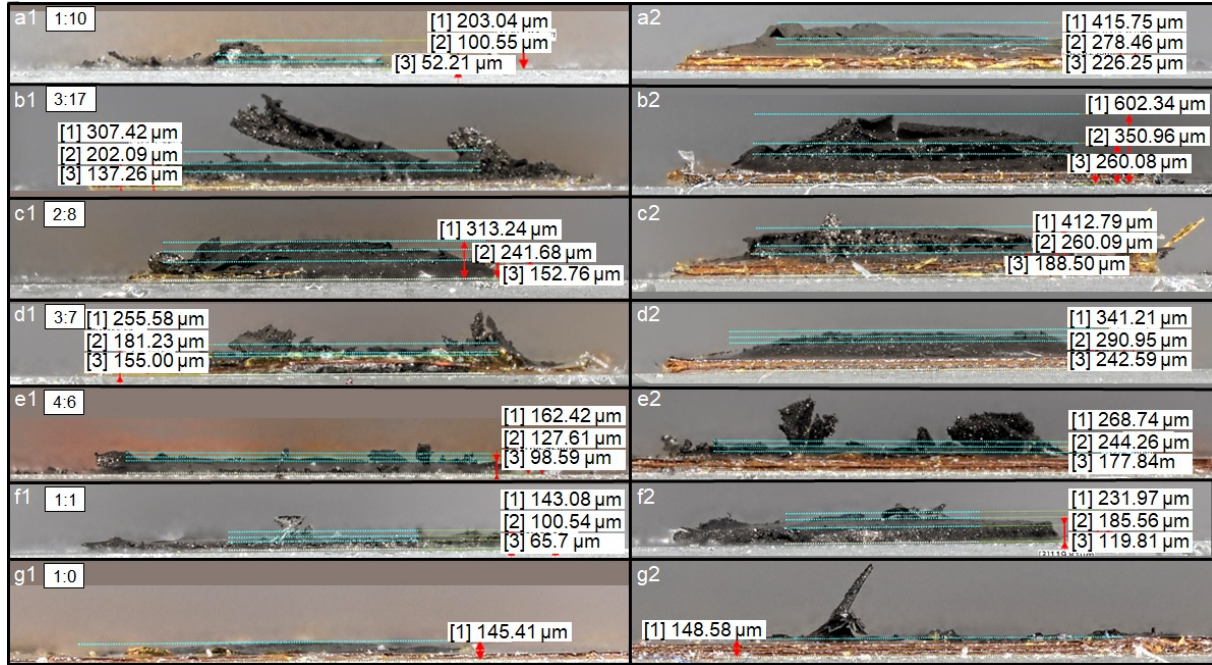 a1 1:10
[1] 203.04 µm
[2] 100.55 µm
[3] 52.21 µm
a2
[1] 415.75 µm
[2] 278.46 µm
[3] 226.25 µm
b1 3:17
[1] 307.42 µm
[2] 202.09 µm
[3] 137.26 µm
b2
[1] 602.34 µm
[2] 350.96 µm
[3] 260.08 µm
c1 2:8
[1] 313.24 µm
[2] 241.68 µm
[3] 152.76 µm
c2
[1] 412.79 µm
[2] 260.09 µm
[3] 188.50 µm
d1 3:7
[1] 255.58 µm
[2] 181.23 µm
[3] 155.00 µm
d2
[1] 341.21 µm
[2] 290.95 µm
[3] 242.59 µm
e1 4:6
[1] 162.42 µm
[2] 127.61 µm
[3] 98.59 µm
e2
[1] 268.74 µm
[2] 244.26 µm
[3] 177.84m
f1 1:1
[1] 143.08 µm
[2] 100.54 µm
[3] 65.7 µm
f2
[1] 231.97 µm
[2] 185.56 µm
[3] 119.81 µm
g1 1:0
[1] 145.41 µm
g2
[1] 148.58 µm